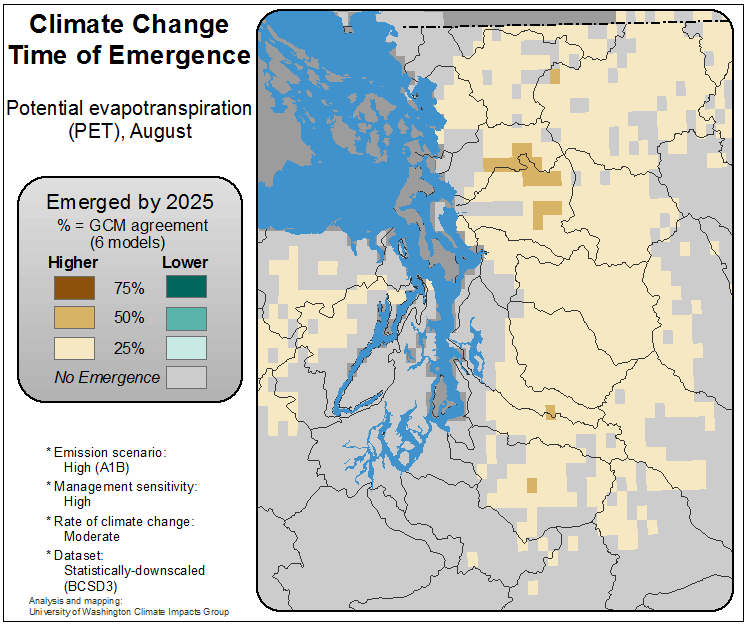 Climate Change
Time of Emergence
Potential evapotranspiration
(PET), August
Emerged by 2025
% = GCM agreement
(6 models)
Higher Lower
75%
50%
25%
No Emergence
* Emission scenario:
High (A1B)
* Management sensitivity:
High
* Rate of climate change:
Moderate
* Dataset:
Statistically-downscaled
(BCSD3)
Analysis and mapping:
University of Washington Climate Impacts Group